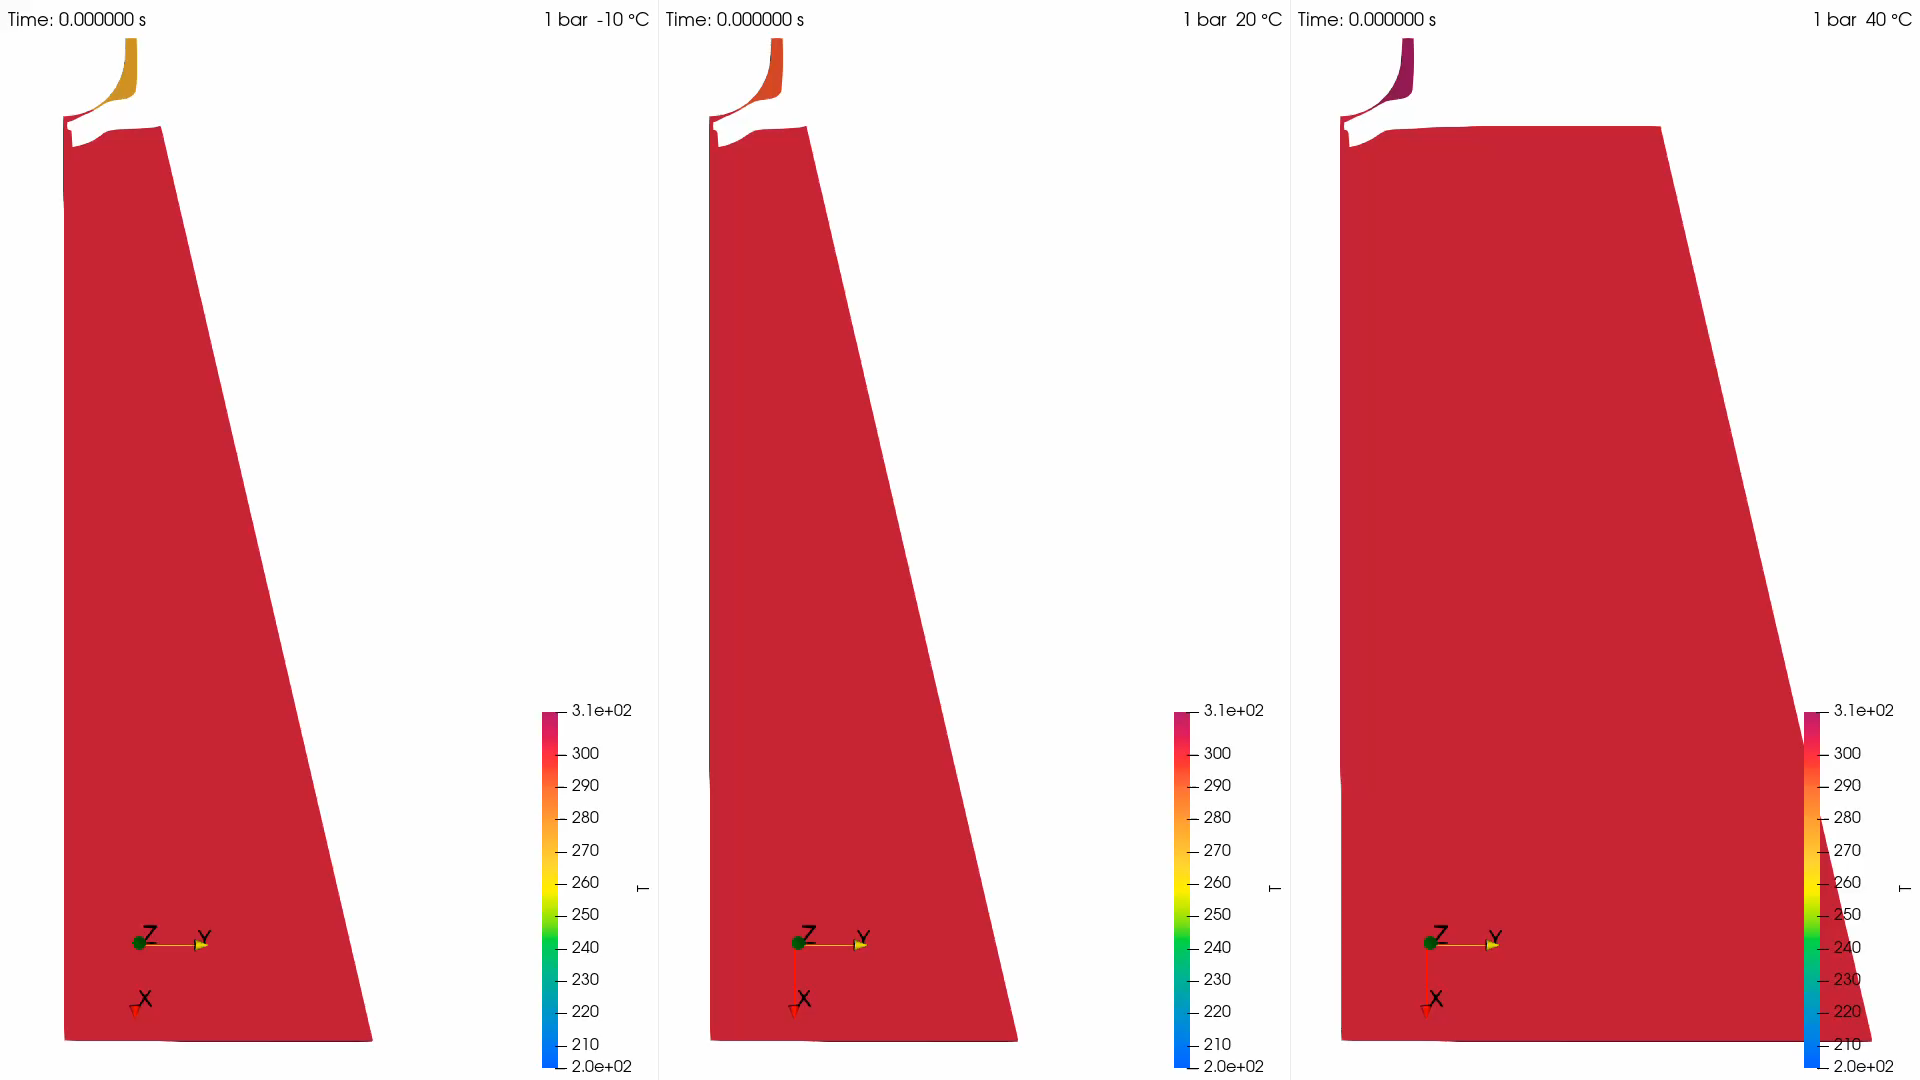 Time: 0.000000 s
1 bar  -10 °C
3.1e+02
300
290
280
270
260
250
240
230
220
210
2.0e+02
T
Z
Y
X
Time: 0.000000 s
1 bar  20 °C
3.1e+02
300
290
280
270
260
250
240
230
220
210
2.0e+02
T
Z
Y
X
Time: 0.000000 s
1 bar  40 °C
3.1e+02
300
290
280
270
260
250
240
230
220
210
2.0e+02
T
Z
Y
X